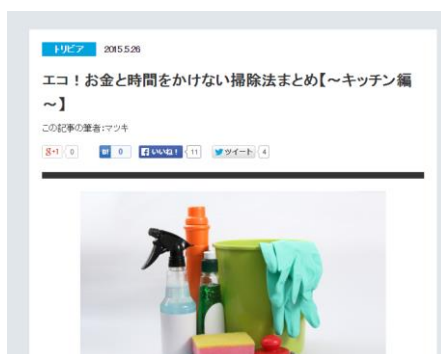 トリビア 2015.5.26
エコ！お金と時間をかけない掃除法まとめ【～キッチン編
～】
この記事の筆者:マツキ
g+1 0 B! 0 いいね！ 11 ツイート 4